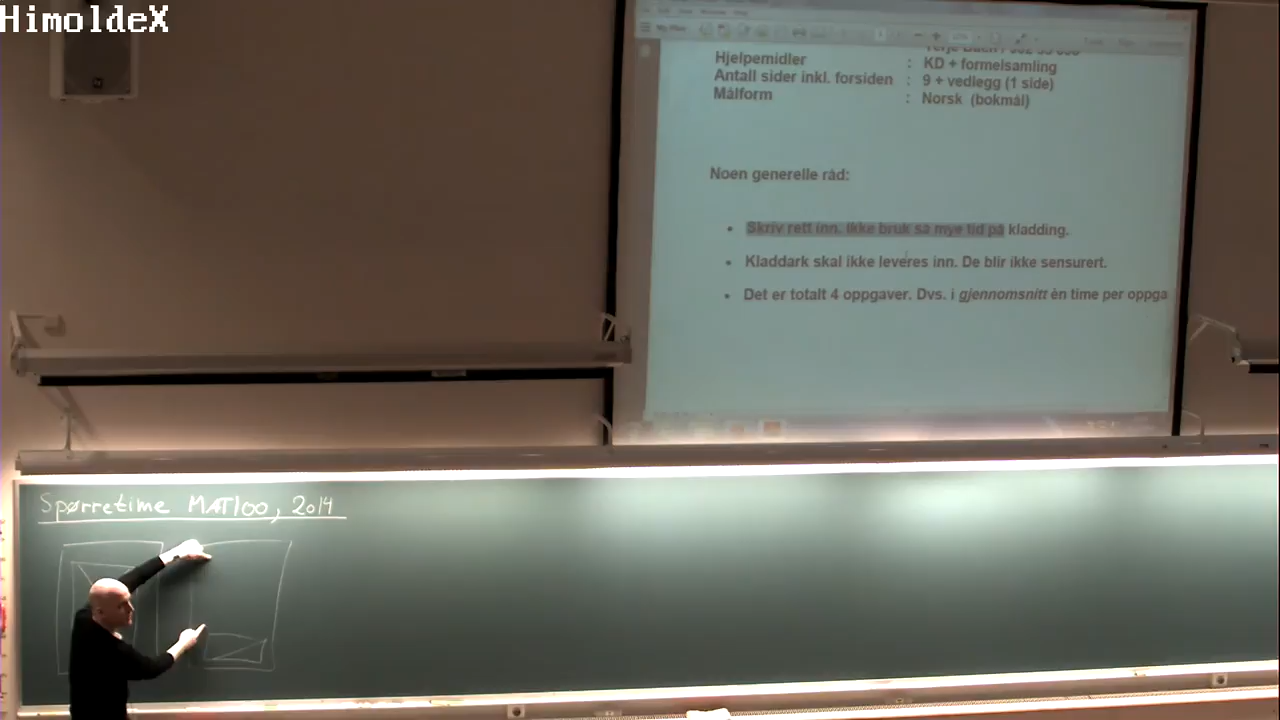 HimoldeX
Hjelpemidler : KD + formelsamling
Antall sider inkl. forsiden : 9 + vedlegg (1 side)
Målform : Norsk (bokmål)
Noen generelle råd:
• Skriv rett inn. Ikke bruk så mye tid på kladding.
• Kladdark skal ikke leveres inn. De blir ikke sensurert.
• Det er totalt 4 oppgaver. Dvs. i gjennomsnitt èn time per oppga
Spørretime MAT100, 2014